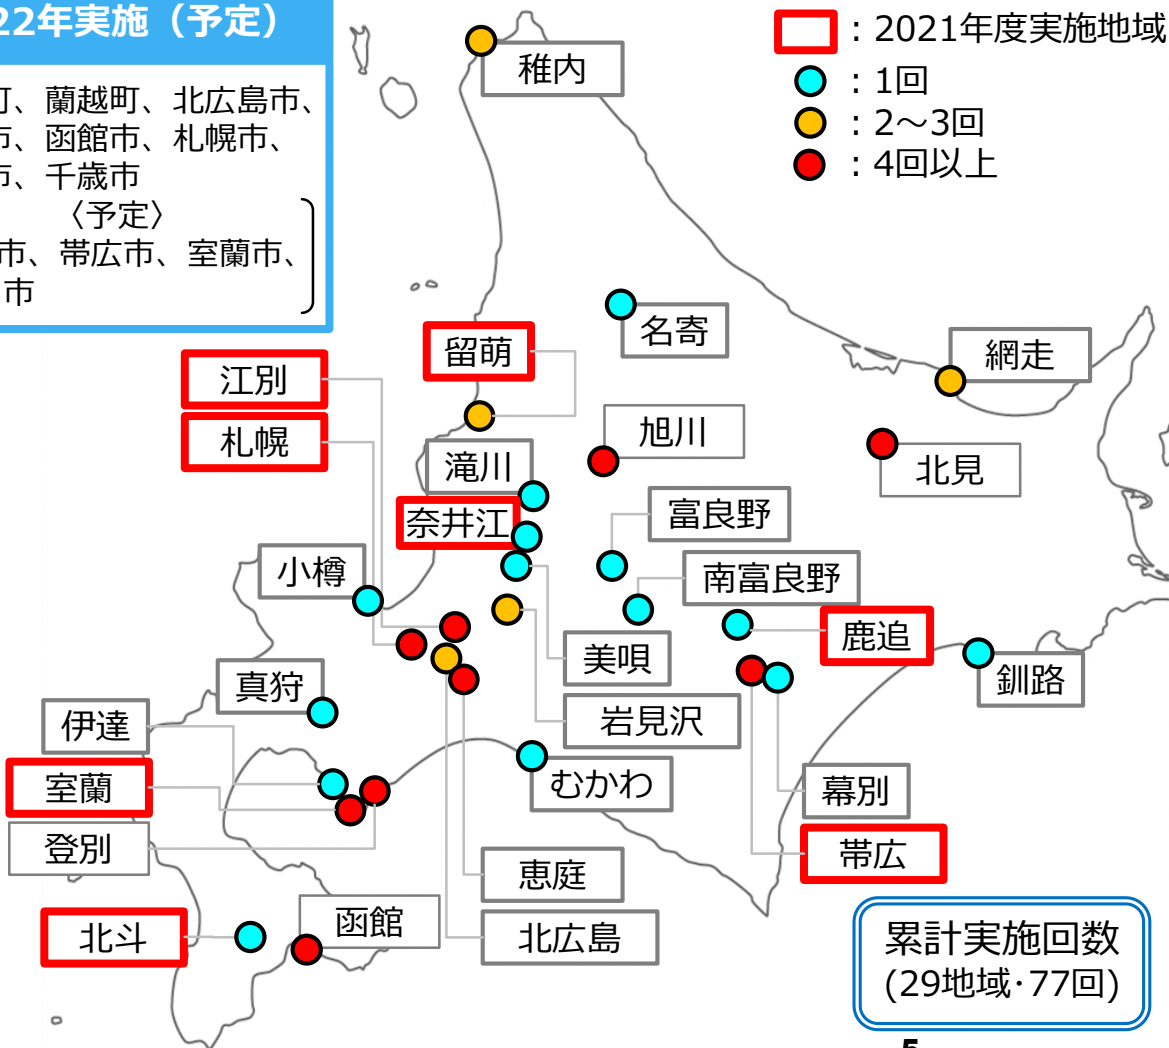 22年実施（予定）
町、蘭越町、北広島市、
市、函館市、札幌市、
市、千歳市
〈予定〉
市、帯広市、室蘭市、
市
：2021年度実施地域
：1回
：2～3回
：4回以上
稚内
名寄
網走
留萌
江別
旭川
札幌
滝川
北見
奈井江
富良野
小樽
南富良野
鹿追
美唄
釧路
真狩
岩見沢
伊達
室蘭
むかわ
幕別
登別
帯広
恵庭
函館
北斗
北広島
累計実施回数
(29地域･77回)